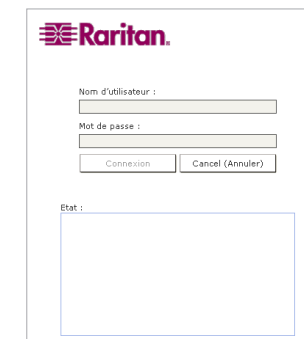 Raritan.
Nom d'utilisateur :
Mot de passe :
Connexion Cancel (Annuler)
Etat :